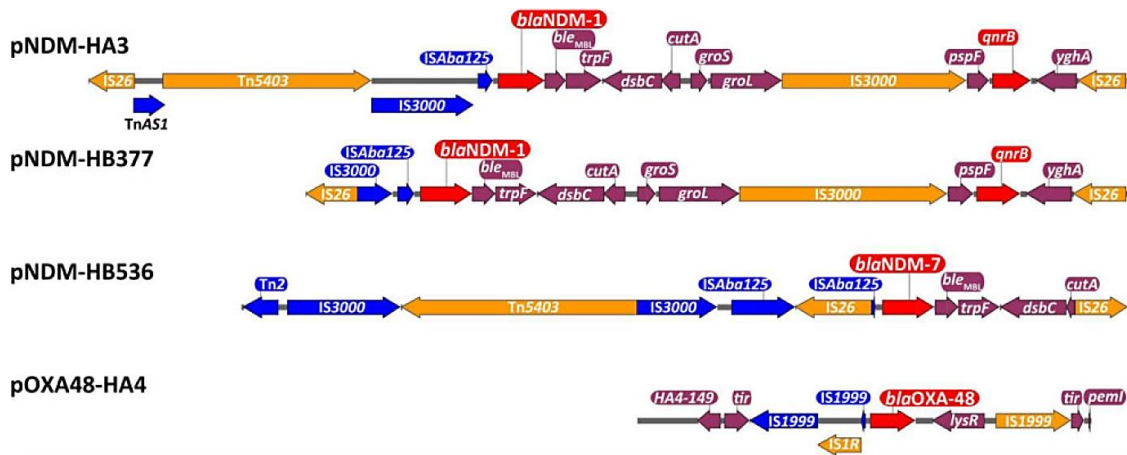 blaNDM-1
pNDM-HA3
bleMBL cutA qnrB
ISAba125 trpF groS pspF yghA
IS26 Tn5403 dsbC groL IS3000 IS26
IS3000
TnAS1
pNDM-HB377
ISAba125 blaNDM-1 qnrB
IS3000 bleMBL cutA groS pspF yghA
IS26 trpF dsbC groL IS3000 IS26
pNDM-HB536
blaNDM-7
Tn2 ISAba125 ISAba125 bleMBL cutA
IS3000 Tn5403 IS3000 IS26 trpF dsbC IS26
pOXA48-HA4
HA4-149 tir IS1999 blaOXA-48 tir pemI
IS1999 lysR IS1999
IS1R